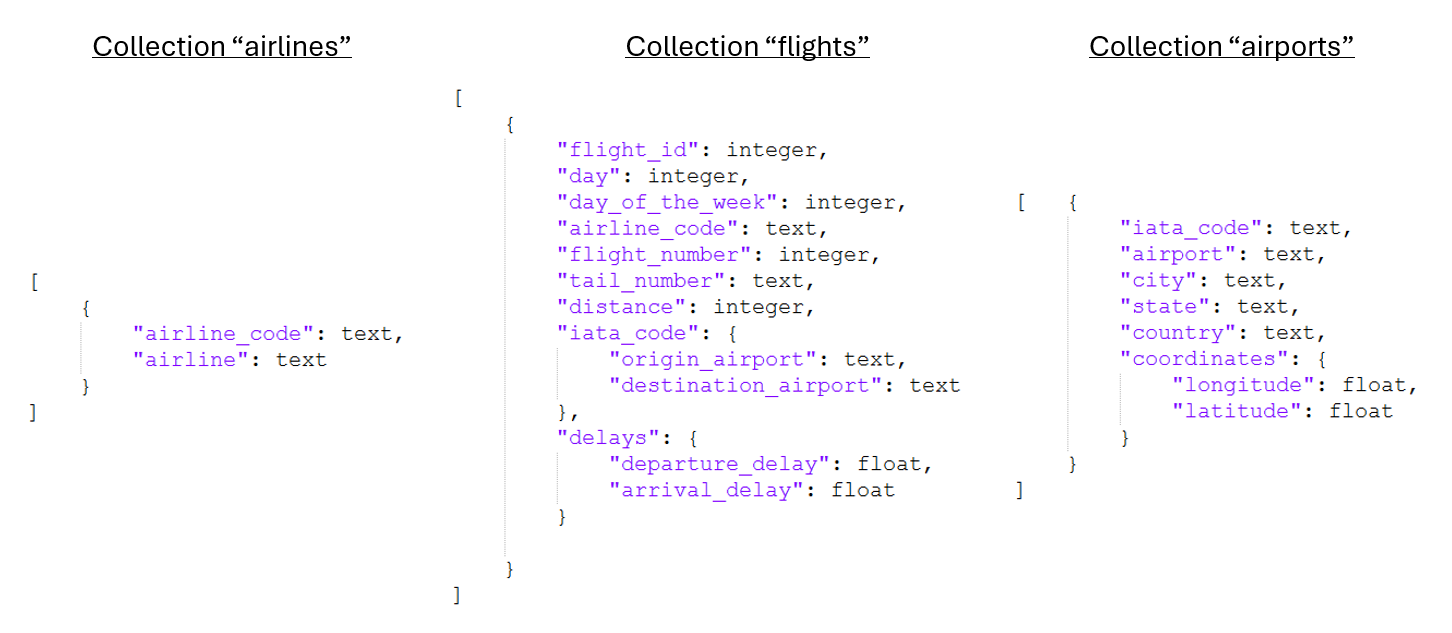 Collection “airlines”
[
{
"airline_code": text,
"airline": text
}
]
Collection “flights”
[
{
"flight_id": integer,
"day": integer,
"day_of_the_week": integer,
"airline_code": text,
"flight_number": integer,
"tail_number": text,
"distance": integer,
"iata_code": {
"origin_airport": text,
"destination_airport": text
},
"delays": {
"departure_delay": float,
"arrival_delay": float
}
}
]
Collection “airports”
[ {
"iata_code": text,
"airport": text,
"city": text,
"state": text,
"country": text,
"coordinates": {
"longitude": float,
"latitude": float
}
}
]